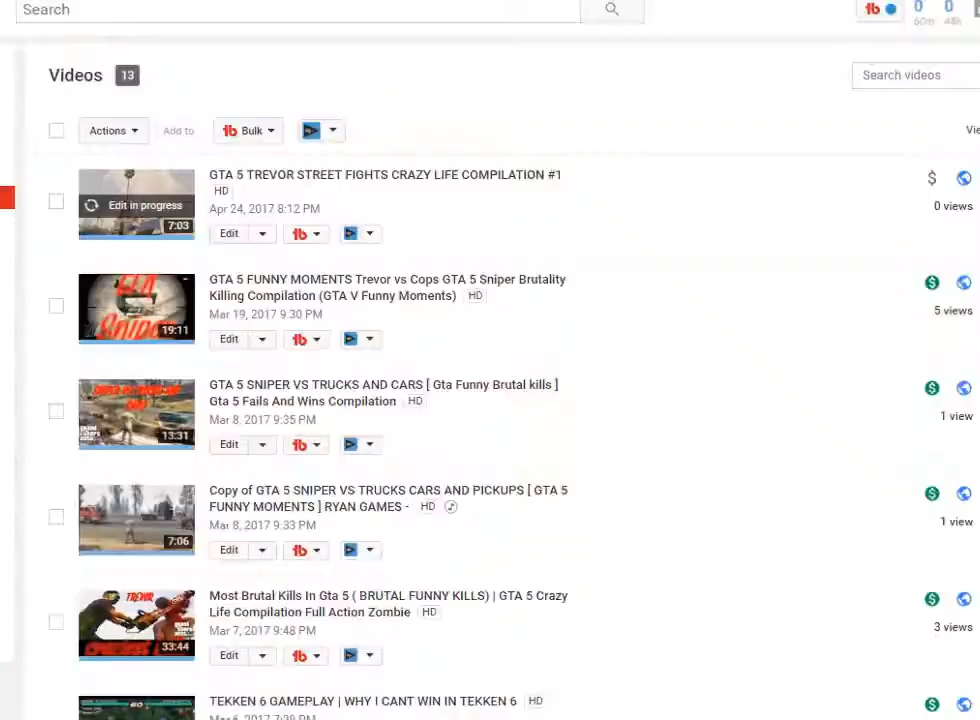 Search
0 0
60m 48h
Videos 13
Search videos
Actions Add to Bulk
GTA 5 TREVOR STREET FIGHTS CRAZY LIFE COMPILATION #1
HD
Edit in progress
Apr 24, 2017 8:12 PM
0 views
7:03
Edit
GTA 5 FUNNY MOMENTS Trevor vs Cops GTA 5 Sniper Brutality
Killing Compilation (GTA V Funny Moments) HD
Mar 19, 2017 9:30 PM
5 views
19:11
Edit
GTA 5 SNIPER VS TRUCKS AND CARS [ Gta Funny Brutal kills ]
Gta 5 Fails And Wins Compilation HD
Mar 8, 2017 9:35 PM
1 view
13:31
Edit
Copy of GTA 5 SNIPER VS TRUCKS CARS AND PICKUPS [ GTA 5
FUNNY MOMENTS ] RYAN GAMES - HD
Mar 8, 2017 9:33 PM
1 view
7:06
Edit
Most Brutal Kills In Gta 5 ( BRUTAL FUNNY KILLS) | GTA 5 Crazy
Life Compilation Full Action Zombie HD
TREVOR
Mar 7, 2017 9:48 PM
3 views
33:44
Edit
TEKKEN 6 GAMEPLAY | WHY I CANT WIN IN TEKKEN 6 HD